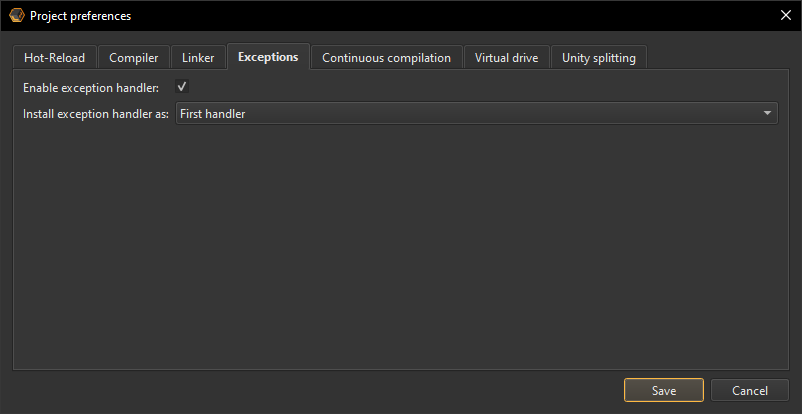 Project preferences
Hot-Reload Compiler Linker Exceptions Continuous compilation Virtual drive Unity splitting
Enable exception handler:
Install exception handler as: First handler
Save Cancel